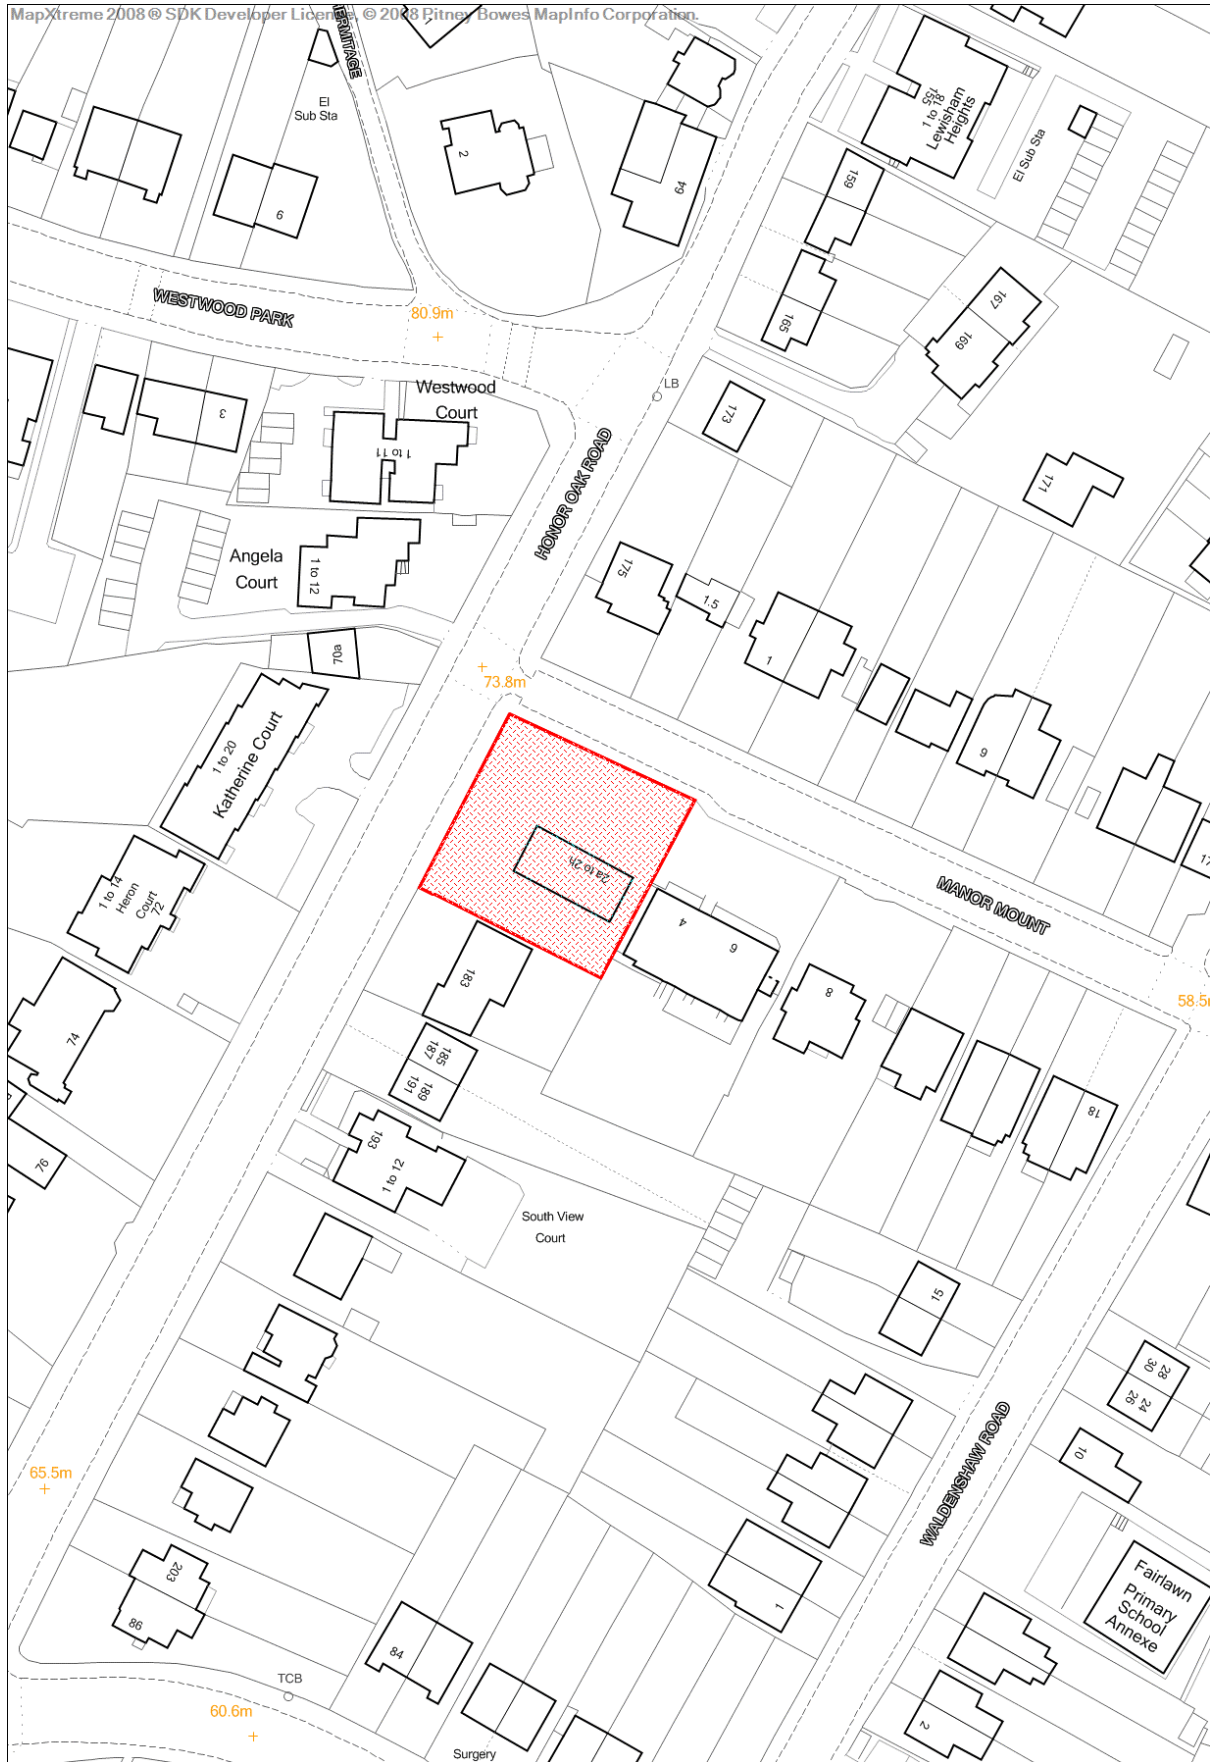 MapXtreme 2008 ® SDK Developer License, © 2008 Pitney Bowes MapInfo Corporation.
HERMITAGE
1
El
Sub Sta
2
64
9
155
1 to 18
Lewisham
Heights
El Sub Sta
159
165
167
169
WESTWOOD PARK
80.9m
Westwood
Court
LB
173
3
1 to 11
HONOR OAK ROAD
171
Angela
Court
1 to 12
175
1.5
1
70a
73.8m
9
1 to 20
Katherine Court
17
2a to 2h
MANOR MOUNT
1 to 14
Heron
Court
72
4
6
183
8
58.5m
74
185
187
189
191
193
1 to 12
18
76
South View
Court
15
28
30
24
26
10
WALDENSHAW ROAD
65.5m
203
86
84
1
Fairlawn
Primary
School
Annexe
TCB
60.6m
2
Surgery